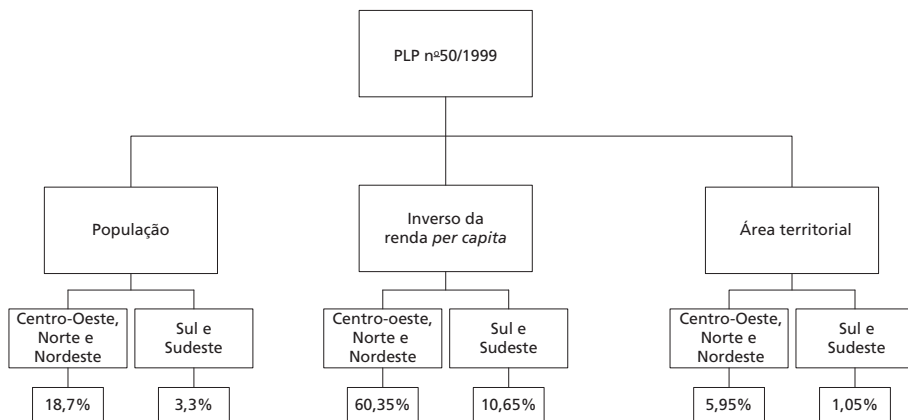 PLP nº50/1999
População
Inverso da
renda per capita
Área territorial
Centro-Oeste,
Norte e
Nordeste
Sul e
Sudeste
Centro-oeste,
Norte e
Nordeste
Sul e
Sudeste
Centro-Oeste,
Norte e
Nordeste
Sul e
Sudeste
18,7%
3,3%
60,35%
10,65%
5,95%
1,05%